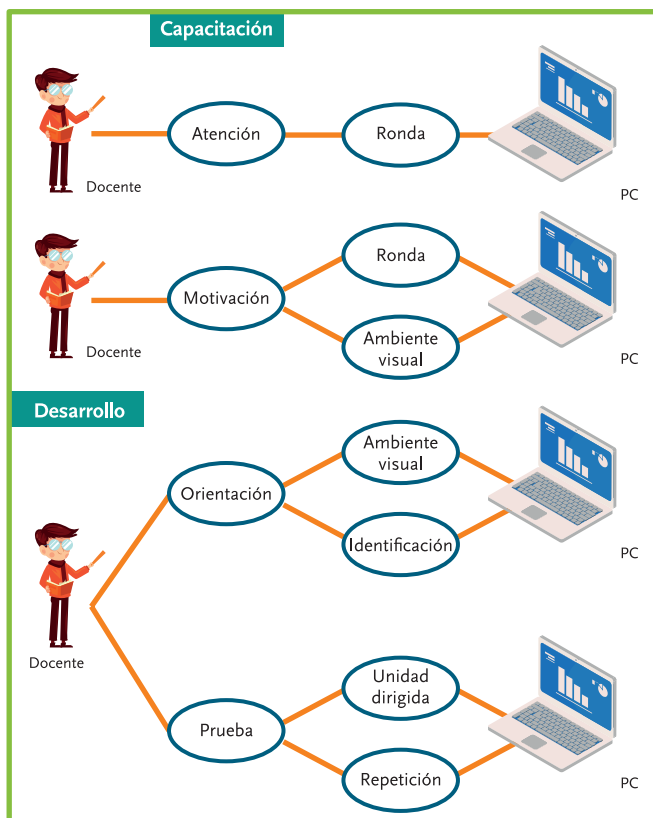 Capacitación
Atención
Ronda
Docente
PC
Ronda
Motivación
Ambiente
visual
Docente
PC
Desarrollo
Ambiente
visual
Orientación
Identificación
PC
Docente
Unidad
dirigida
Prueba
Repetición
PC